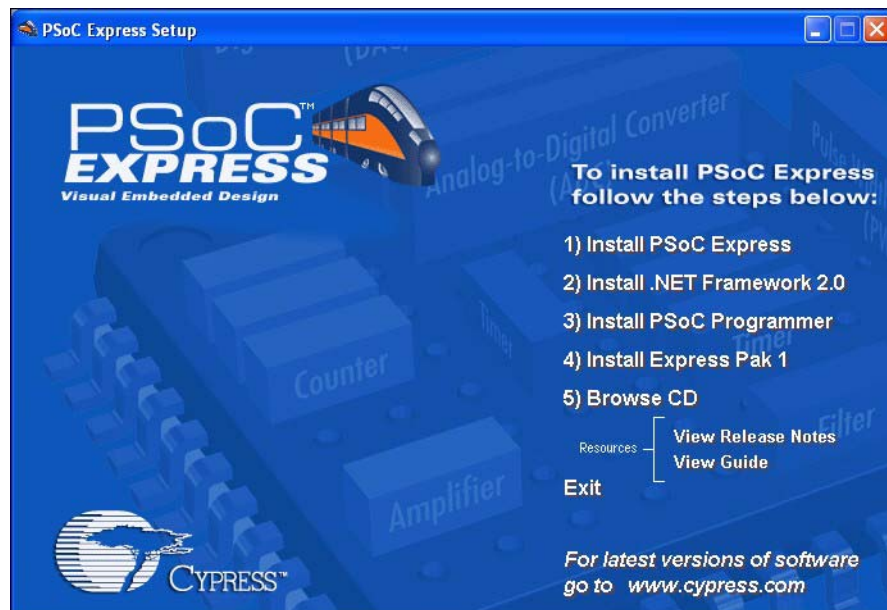 PSoC Express Setup
PSoC™
EXPRESS
Visual Embedded Design
(DAC)
Analog-to-Digital Converter
(ADC)
To install PSoC Express
follow the steps below:
1) Install PSoC Express
2) Install .NET Framework 2.0
3) Install PSoC Programmer
4) Install Express Pak 1
5) Browse CD
Resources
View Release Notes
View Guide
Exit
Timer
Timer
Counter
Filter
Amplifier
CYPRESS™
For latest versions of software
go to www.cypress.com